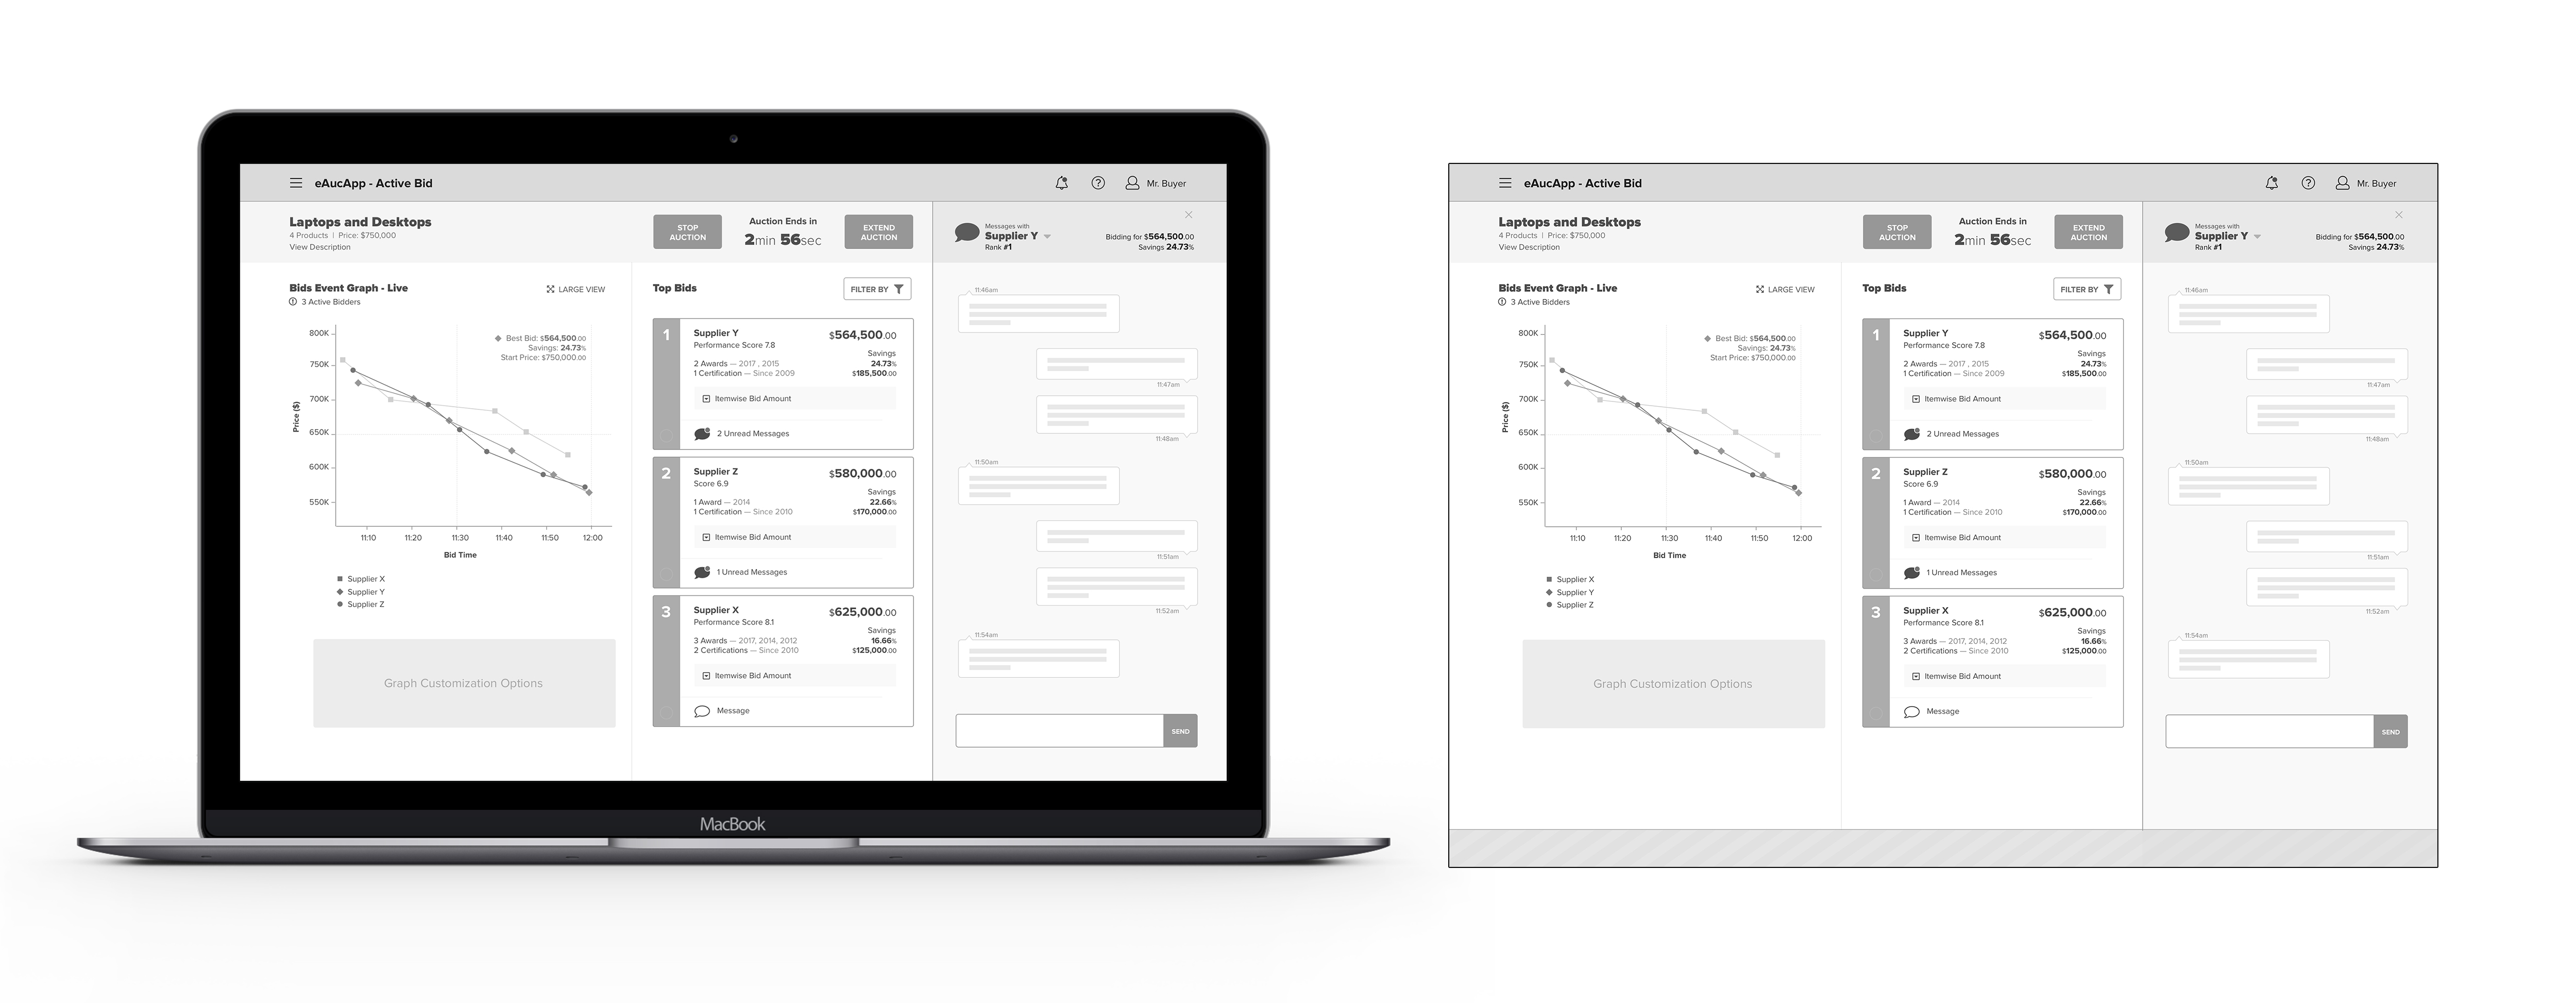 eAucApp - Active Bid
Mr. Buyer
Laptops and Desktops
4 Products | Price: $750,000
View Description
STOP
AUCTION
Auction Ends in
2min 56sec
EXTEND
AUCTION
Messages with
Supplier Y
Rank #1
Bidding for $564,500.00
Savings 24.73%
Bids Event Graph - Live
3 Active Bidders
LARGE VIEW
Best Bid: $564,500.00
Savings: 24.73%
Start Price: $750,000.00
800K
750K
700K
650K
600K
550K
Price ($)
11:10 11:20 11:30 11:40 11:50 12:00
Bid Time
Supplier X
Supplier Y
Supplier Z
Graph Customization Options
Top Bids
FILTER BY
1
Supplier Y
$564,500.00
Performance Score 7.8
Savings
2 Awards — 2017 , 2015
24.73%
1 Certification — Since 2009
$185,500.00
Itemwise Bid Amount
2 Unread Messages
2
Supplier Z
$580,000.00
Score 6.9
Savings
1 Award — 2014
22.66%
1 Certification — Since 2010
$170,000.00
Itemwise Bid Amount
1 Unread Messages
3
Supplier X
$625,000.00
Performance Score 8.1
Savings
3 Awards — 2017, 2014, 2012
16.66%
2 Certifications — Since 2010
$125,000.00
Itemwise Bid Amount
Message
11:46am
11:47am
11:48am
11:50am
11:51am
11:52am
11:54am
SEND
MacBook
eAucApp - Active Bid
Mr. Buyer
Laptops and Desktops
4 Products | Price: $750,000
View Description
STOP
AUCTION
Auction Ends in
2min 56sec
EXTEND
AUCTION
Messages with
Supplier Y
Rank #1
Bidding for $564,500.00
Savings 24.73%
Bids Event Graph - Live
3 Active Bidders
LARGE VIEW
Best Bid: $564,500.00
Savings: 24.73%
Start Price: $750,000.00
800K
750K
700K
650K
600K
550K
Price ($)
11:10 11:20 11:30 11:40 11:50 12:00
Bid Time
Supplier X
Supplier Y
Supplier Z
Graph Customization Options
Top Bids
FILTER BY
1
Supplier Y
$564,500.00
Performance Score 7.8
Savings
2 Awards — 2017 , 2015
24.73%
1 Certification — Since 2009
$185,500.00
Itemwise Bid Amount
2 Unread Messages
2
Supplier Z
$580,000.00
Score 6.9
Savings
1 Award — 2014
22.66%
1 Certification — Since 2010
$170,000.00
Itemwise Bid Amount
1 Unread Messages
3
Supplier X
$625,000.00
Performance Score 8.1
Savings
3 Awards — 2017, 2014, 2012
16.66%
2 Certifications — Since 2010
$125,000.00
Itemwise Bid Amount
Message
11:46am
11:47am
11:48am
11:50am
11:51am
11:52am
11:54am
SEND